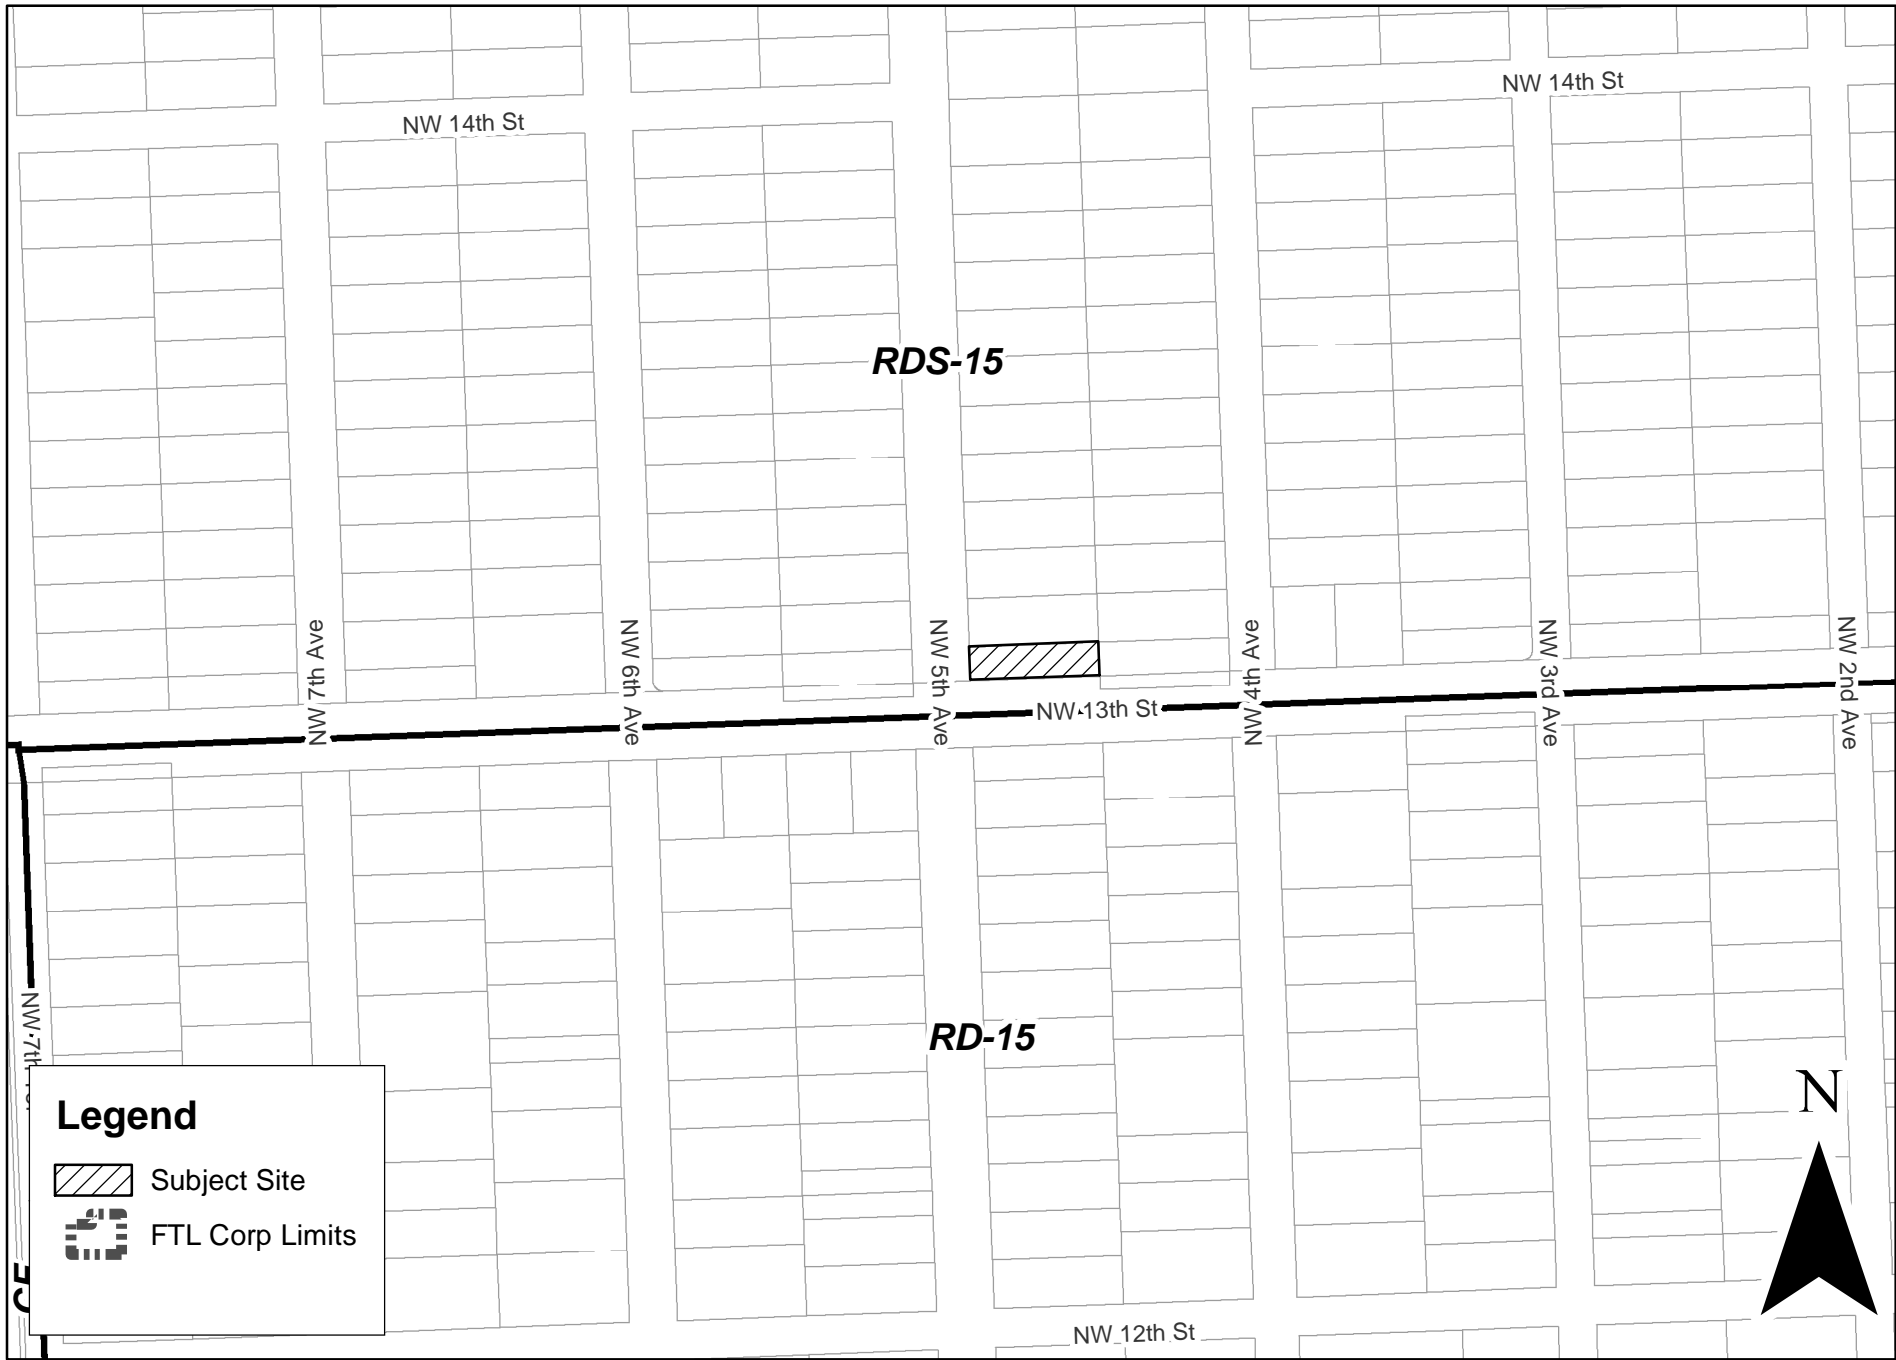 NW 14th St
NW 14th St
RDS-15
NW 7th Ave
NW 6th Ave
NW 5th Ave
NW 4th Ave
NW 3rd Ave
NW 2nd Ave
NW 13th St
RD-15
NW 7th
N
Legend
Subject Site
FTL Corp Limits
NW 12th St